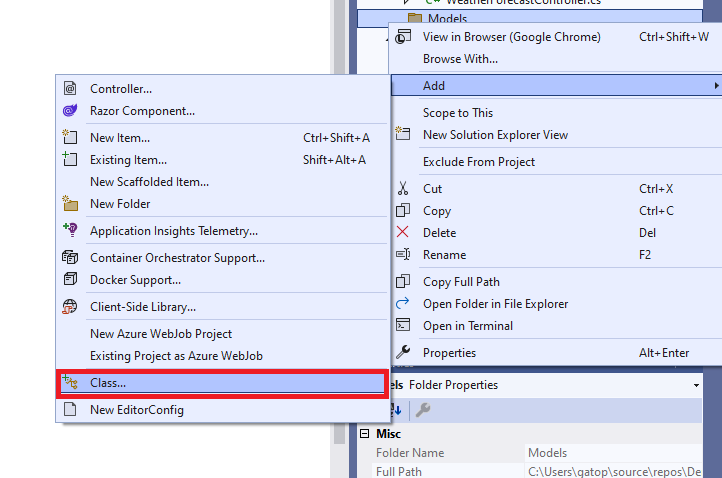 WeatherForecastController.cs
Models
View in Browser (Google Chrome) Ctrl+Shift+W
Browse With...
Add
Scope to This
New Solution Explorer View
Exclude From Project
Cut Ctrl+X
Copy Ctrl+C
Delete Del
Rename F2
Copy Full Path
Open Folder in File Explorer
Open in Terminal
Properties Alt+Enter
Controller...
Razor Component...
New Item... Ctrl+Shift+A
Existing Item... Shift+Alt+A
New Scaffolded Item...
New Folder
Application Insights Telemetry...
Container Orchestrator Support...
Docker Support...
Client-Side Library...
New Azure WebJob Project
Existing Project as Azure WebJob
Class...
New EditorConfig
els Folder Properties
Misc
Folder Name Models
Full Path C:\Users\qatop\source\repos\De